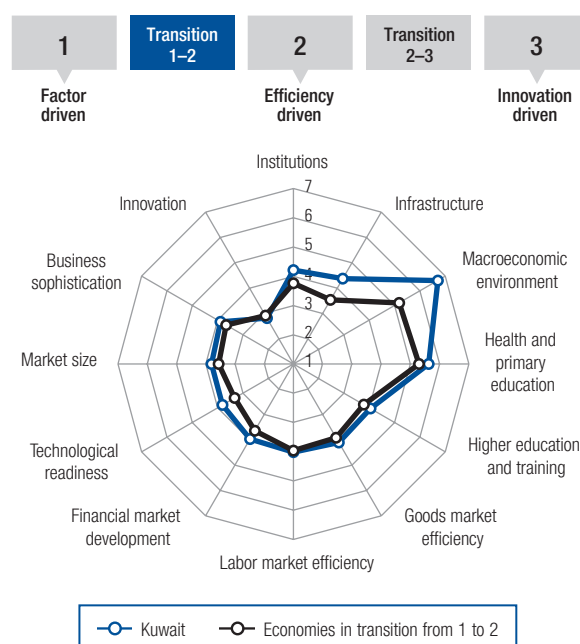 1
Transition
1–2
2
Transition
2–3
3
Factor
driven
Efficiency
driven
Innovation
driven
Institutions
7
6
5
4
3
2
1
Infrastructure
Macroeconomic
environment
Health and
primary
education
Higher education
and training
Goods market
efficiency
Labor market efficiency
Financial market
development
Technological
readiness
Market size
Business
sophistication
Innovation
Kuwait
Economies in transition from 1 to 2